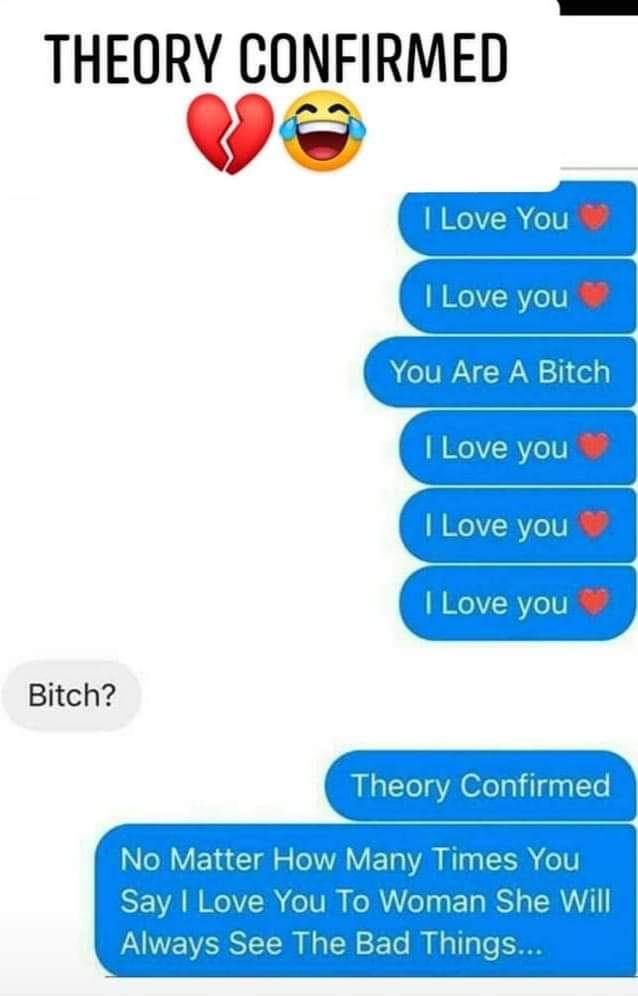 THEORY CONFIRMED
💔😂
I Love You ❤️
I Love you ❤️
You Are A Bitch
I Love you ❤️
I Love you ❤️
I Love you ❤️
Bitch?
Theory Confirmed
No Matter How Many Times You
Say I Love You To Woman She Will
Always See The Bad Things...